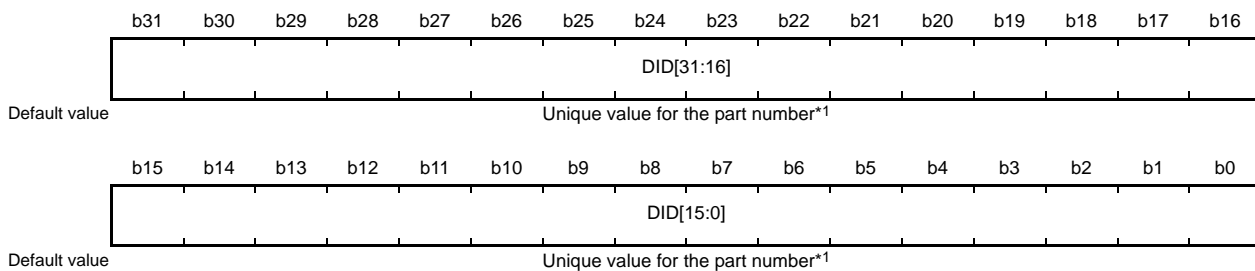 b31 b30 b29 b28 b27 b26 b25 b24 b23 b22 b21 b20 b19 b18 b17 b16
DID[31:16]
Default value Unique value for the part number*1
b15 b14 b13 b12 b11 b10 b9 b8 b7 b6 b5 b4 b3 b2 b1 b0
DID[15:0]
Default value Unique value for the part number*1